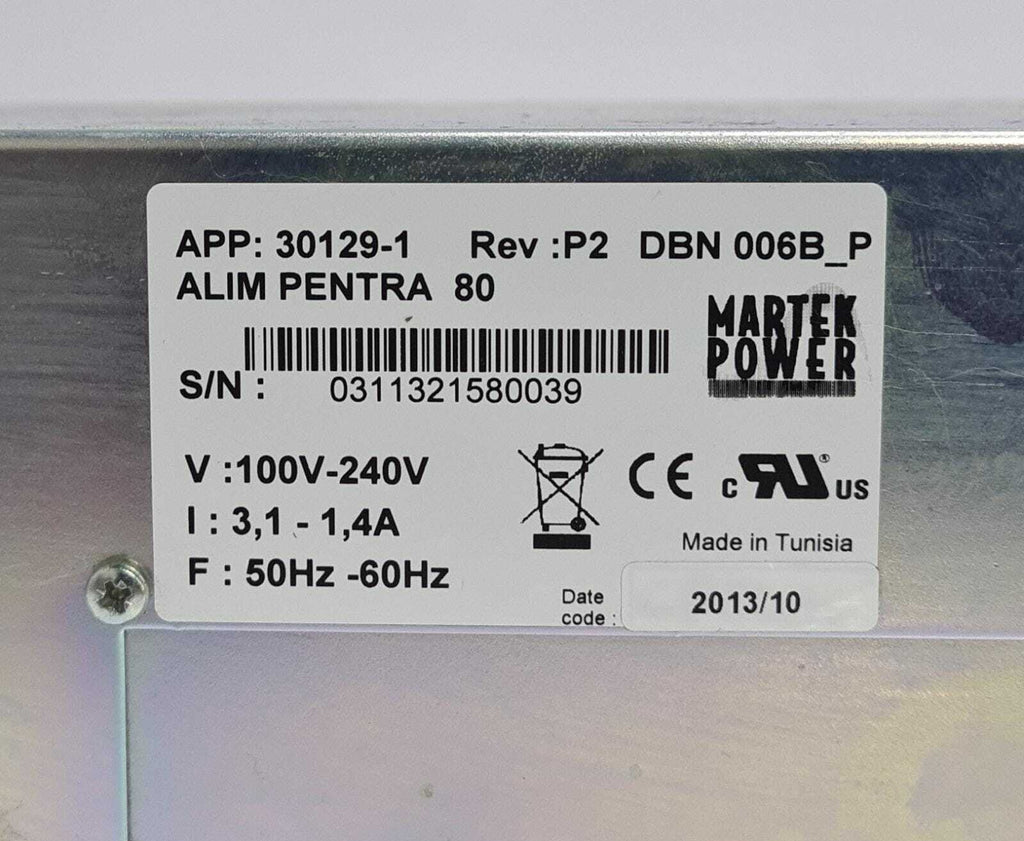 APP: 30129-1 Rev :P2 DBN 006B_P
ALIM PENTRA 80
MARTEK
POWER
S/N : 0311321580039
V :100V-240V
I : 3,1 - 1,4A
F : 50Hz -60Hz
CE
c RU® US
Made in Tunisia
Date
code : 2013/10